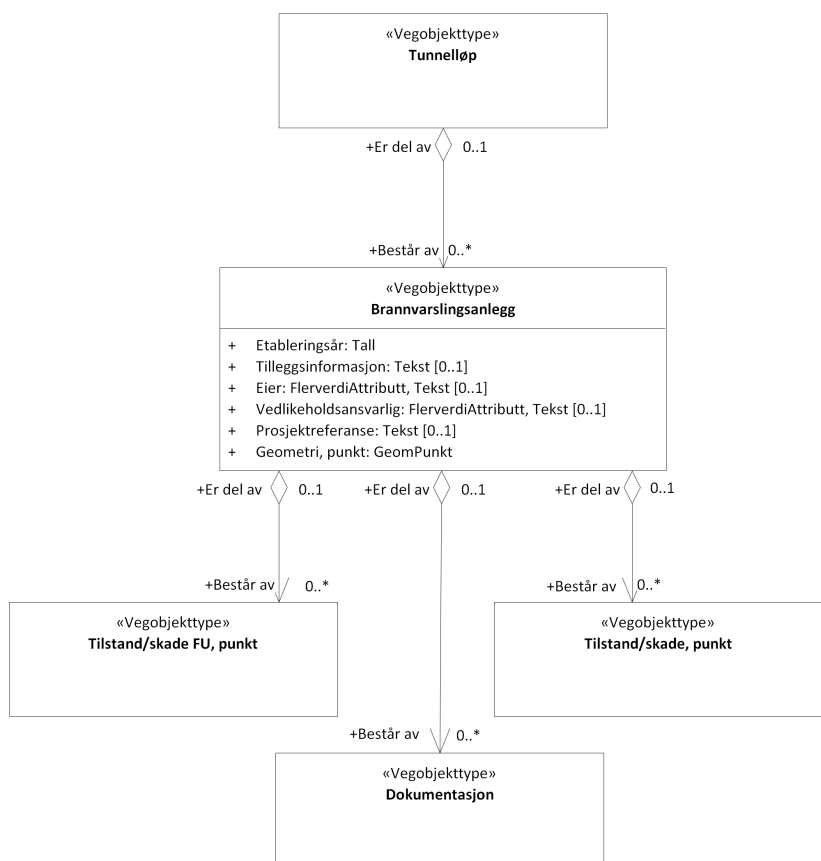 «Vegobjekttype»
Tunnelløp
+Er del av 0..1
+Består av 0..*
«Vegobjekttype»
Brannvarslingsanlegg
+ Etableringsår: Tall
+ Tilleggsinformasjon: Tekst [0..1]
+ Eier: FlerverdiAttributt, Tekst [0..1]
+ Vedlikeholdsansvarlig: FlerverdiAttributt, Tekst [0..1]
+ Prosjektreferanse: Tekst [0..1]
+ Geometri, punkt: GeomPunkt
+Er del av 0..1 +Er del av 0..1 +Er del av 0..1
+Består av 0..* +Består av 0..*
«Vegobjekttype» «Vegobjekttype»
Tilstand/skade FU, punkt Tilstand/skade, punkt
+Består av 0..*
«Vegobjekttype»
Dokumentasjon